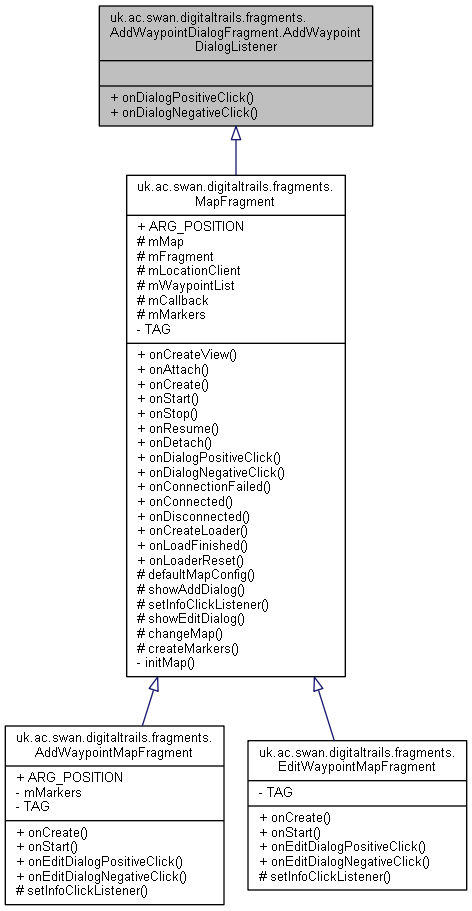 uk.ac.swan.digitaltrails.fragments.
AddWaypointDialogFragment.AddWaypoint
DialogListener
+ onDialogPositiveClick()
+ onDialogNegativeClick()
uk.ac.swan.digitaltrails.fragments.
MapFragment
+ ARG_POSITION
# mMap
# mFragment
# mLocationClient
# mWaypointList
# mCallback
# mMarkers
- TAG
+ onCreateView()
+ onAttach()
+ onCreate()
+ onStart()
+ onStop()
+ onResume()
+ onDetach()
+ onDialogPositiveClick()
+ onDialogNegativeClick()
+ onConnectionFailed()
+ onConnected()
+ onDisconnected()
+ onCreateLoader()
+ onLoadFinished()
+ onLoaderReset()
# defaultMapConfig()
# showAddDialog()
# setInfoClickListener()
# showEditDialog()
# changeMap()
# createMarkers()
- initMap()
uk.ac.swan.digitaltrails.fragments.
AddWaypointMapFragment
+ ARG_POSITION
- mMarkers
- TAG
+ onCreate()
+ onStart()
+ onEditDialogPositiveClick()
+ onEditDialogNegativeClick()
# setInfoClickListener()
uk.ac.swan.digitaltrails.fragments.
EditWaypointMapFragment
- TAG
+ onCreate()
+ onStart()
+ onEditDialogPositiveClick()
+ onEditDialogNegativeClick()
# setInfoClickListener()